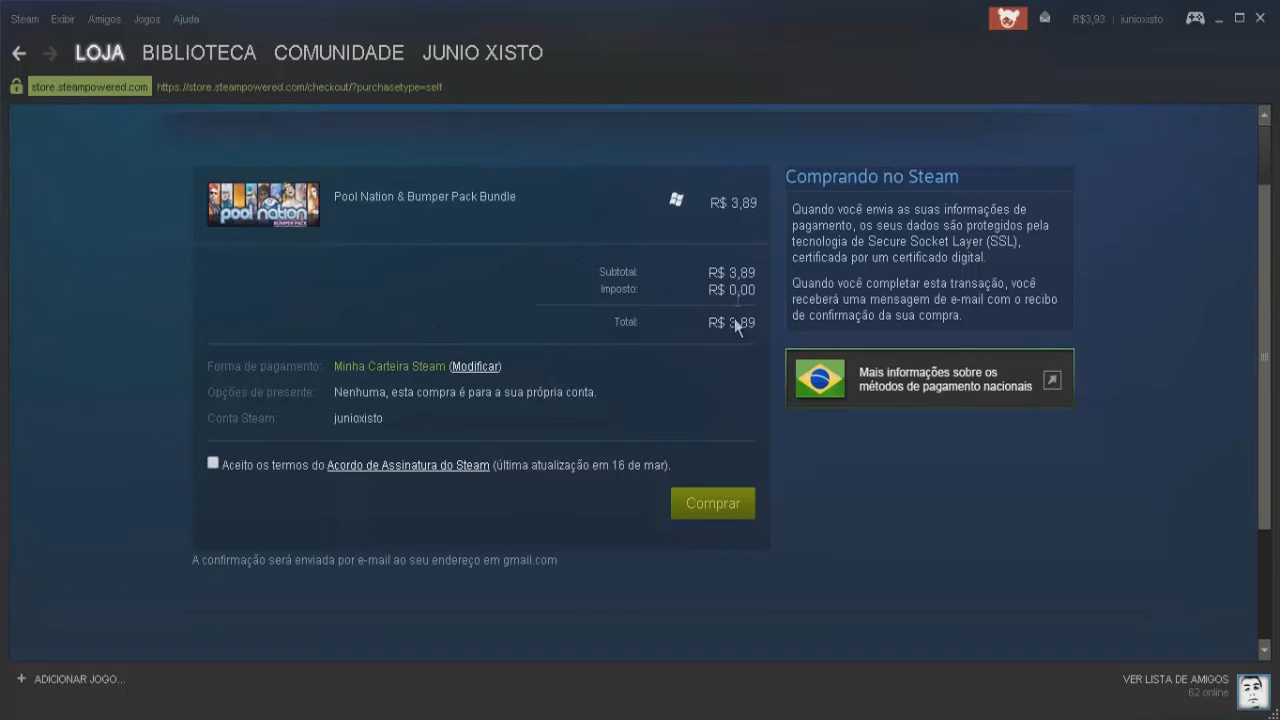 Steam Exibir Amigos Jogos Ajuda
R$3,93 junioxisto
LOJA BIBLIOTECA COMUNIDADE JUNIO XISTO
store.steampowered.com https://store.steampowered.com/checkout/?purchasetype=self
pool nation
BUMPER PACK
Pool Nation & Bumper Pack Bundle
R$ 3,89
Subtotal: R$ 3,89
Imposto: R$ 0,00
Total: R$ 3,89
Forma de pagamento: Minha Carteira Steam (Modificar)
Opções de presente: Nenhuma, esta compra é para a sua própria conta.
Conta Steam: junioxisto
Aceito os termos do Acordo de Assinatura do Steam (última atualização em 16 de mar).
Comprar
A confirmação será enviada por e-mail ao seu endereço em gmail.com
Comprando no Steam
Quando você envia as suas informações de
pagamento, os seus dados são protegidos pela
tecnologia de Secure Socket Layer (SSL),
certificada por um certificado digital.
Quando você completar esta transação, você
receberá uma mensagem de e-mail com o recibo
de confirmação da sua compra.
Mais informações sobre os
métodos de pagamento nacionais
+ ADICIONAR JOGO...
VER LISTA DE AMIGOS
62 online